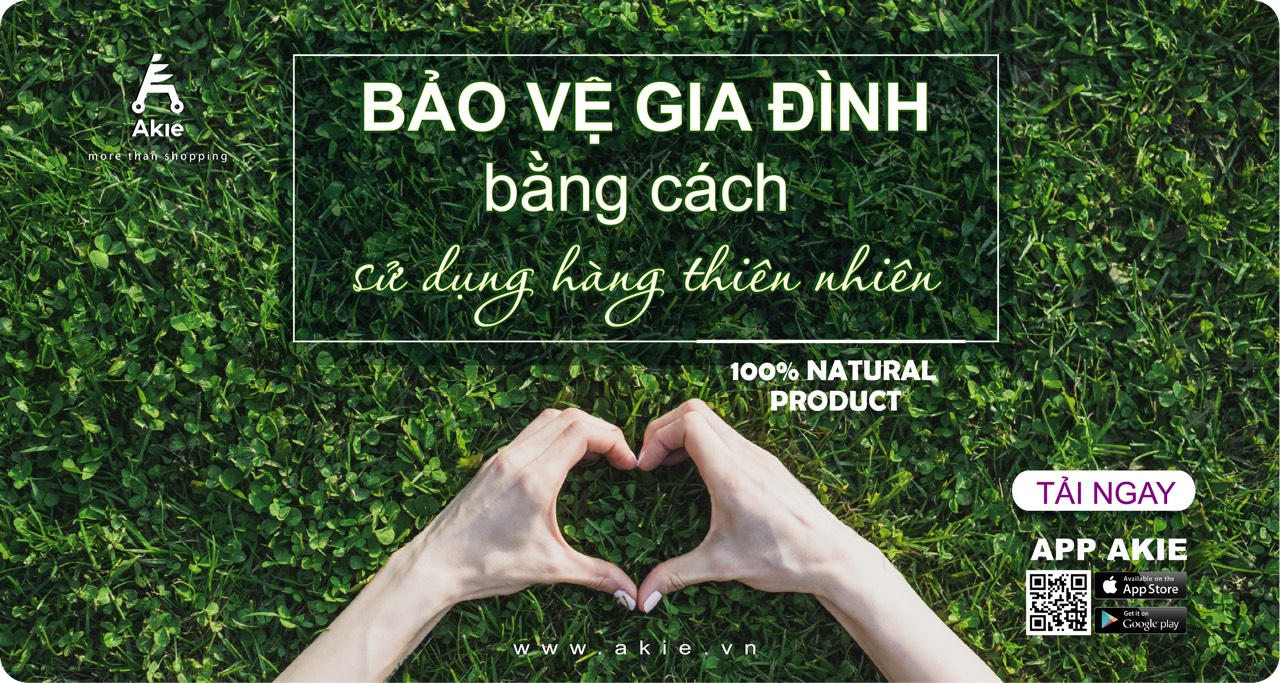 Akie
more than shopping
BẢO VỆ GIA ĐÌNH
bằng cách
sử dụng hàng thiên nhiên
100% NATURAL
PRODUCT
TẢI NGAY
APP AKIE
Available on the
App Store
Get it on
Google play
www.akie.vn